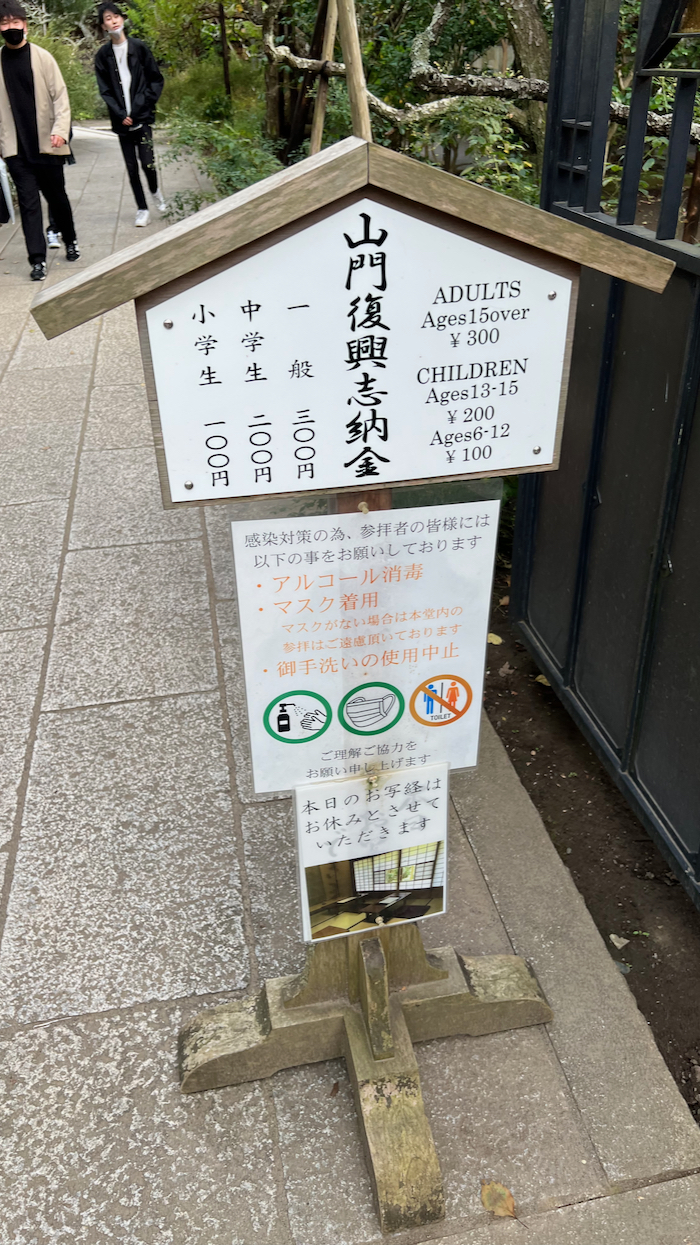 山門復興志納金
一般 三〇〇円
中学生 二〇〇円
小学生 一〇〇円
ADULTS
Ages15over
¥300
CHILDREN
Ages13-15
¥200
Ages6-12
¥100
感染対策の為、参拝者の皆様には
以下の事をお願いしております
・アルコール消毒
・マスク着用
マスクがない場合は本堂内の
参拝はご遠慮頂いております
・御手洗いの使用中止
TOILET
ご理解ご協力を
お願い申し上げます
本日のお写経は
お休みとさせて
いただきます